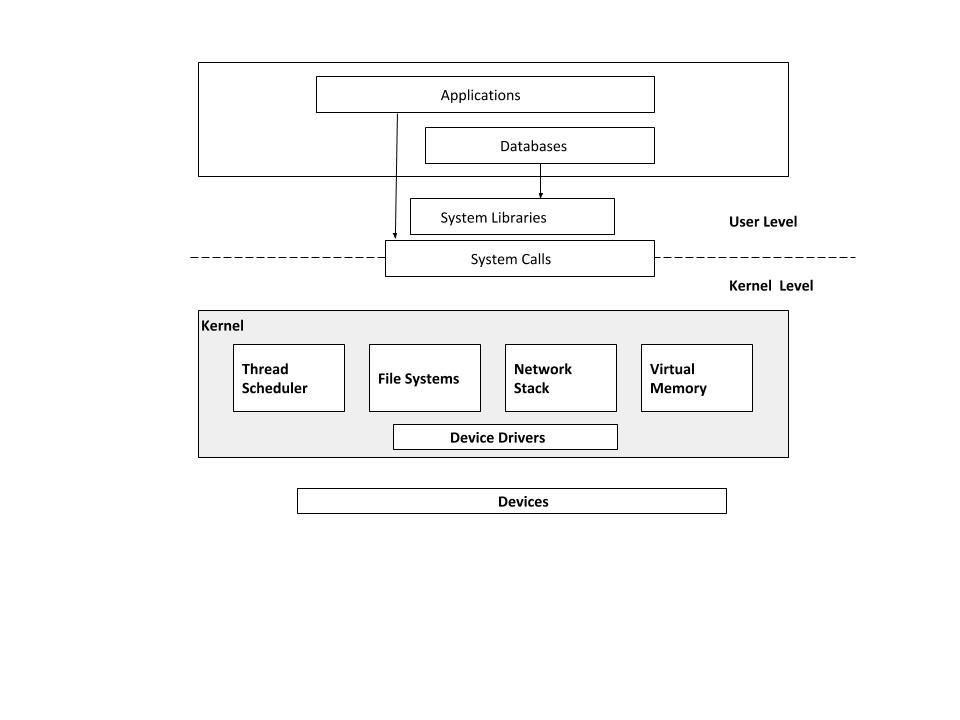 Applications
Databases
System Libraries
User Level
System Calls
Kernel  Level
Kernel
Thread
Scheduler
File Systems
Network
Stack
Virtual
Memory
Device Drivers
Devices